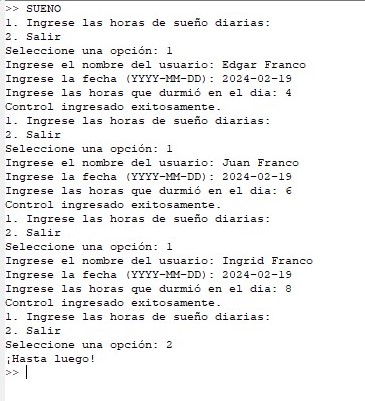 >> SUENO
1. Ingrese las horas de sueño diarias:
2. Salir
Seleccione una opción: 1
Ingrese el nombre del usuario: Edgar Franco
Ingrese la fecha (YYYY-MM-DD): 2024-02-19
Ingrese las horas que durmió en el dia: 4
Control ingresado exitosamente.
1. Ingrese las horas de sueño diarias:
2. Salir
Seleccione una opción: 1
Ingrese el nombre del usuario: Juan Franco
Ingrese la fecha (YYYY-MM-DD): 2024-02-19
Ingrese las horas que durmió en el dia: 6
Control ingresado exitosamente.
1. Ingrese las horas de sueño diarias:
2. Salir
Seleccione una opción: 1
Ingrese el nombre del usuario: Ingrid Franco
Ingrese la fecha (YYYY-MM-DD): 2024-02-19
Ingrese las horas que durmió en el dia: 8
Control ingresado exitosamente.
1. Ingrese las horas de sueño diarias:
2. Salir
Seleccione una opción: 2
¡Hasta luego!
>>